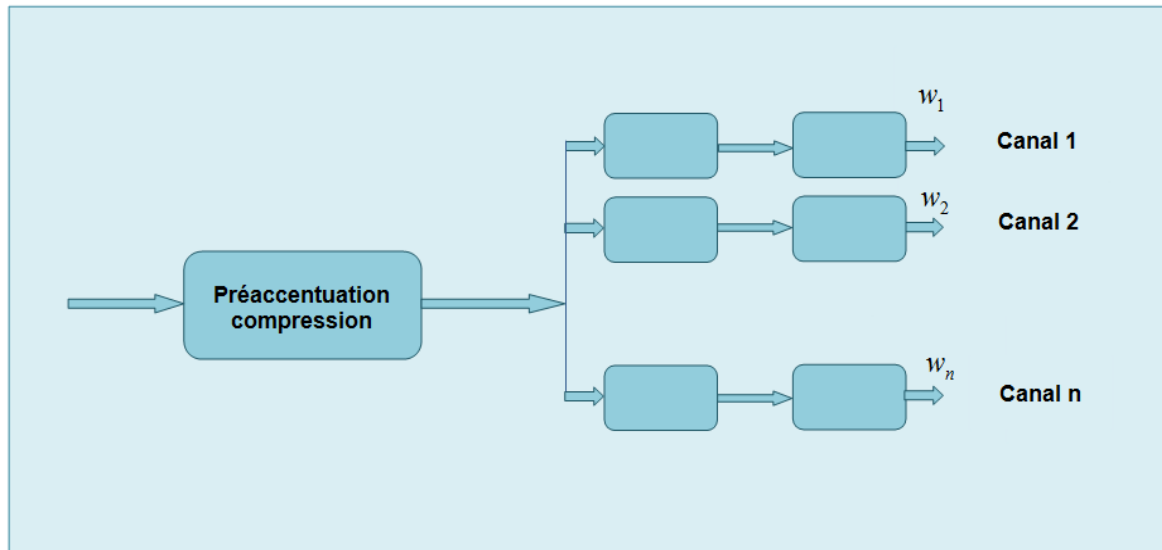 w₁
Canal 1
w₂
Canal 2
Préaccentuation
compression
wₙ
Canal n